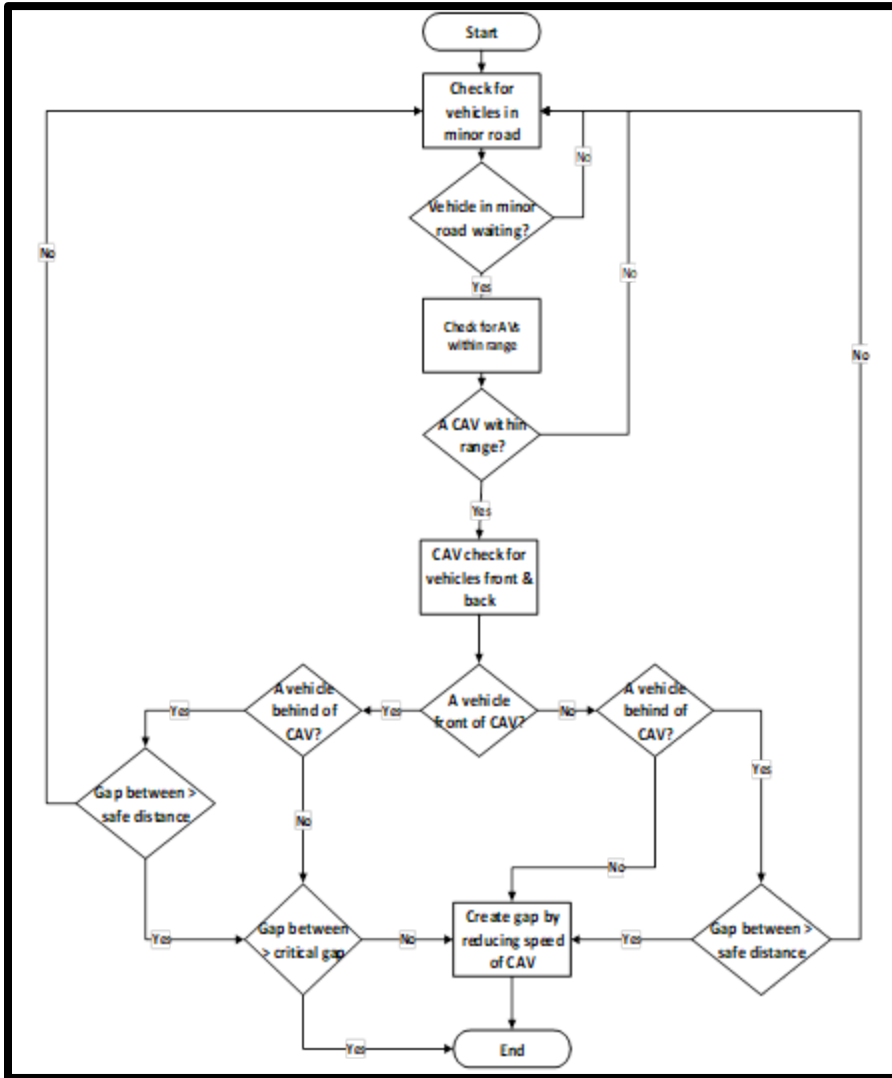 Start
Check for
vehicles in
minor road
No
Vehicle in minor
road waiting?
Yes
No
No
Check for AVs
within range
No
A CAV within
range?
Yes
CAV check for
vehicles front &
back
A vehicle
behind of
CAV?
Yes
Yes
A vehicle
front of CAV?
No
A vehicle
behind of
CAV?
Yes
Gap between >
safe distance
No
No
Yes
Gap between
> critical gap
No
Create gap by
reducing speed
of CAV
Yes
Gap between >
safe distance
Yes
End